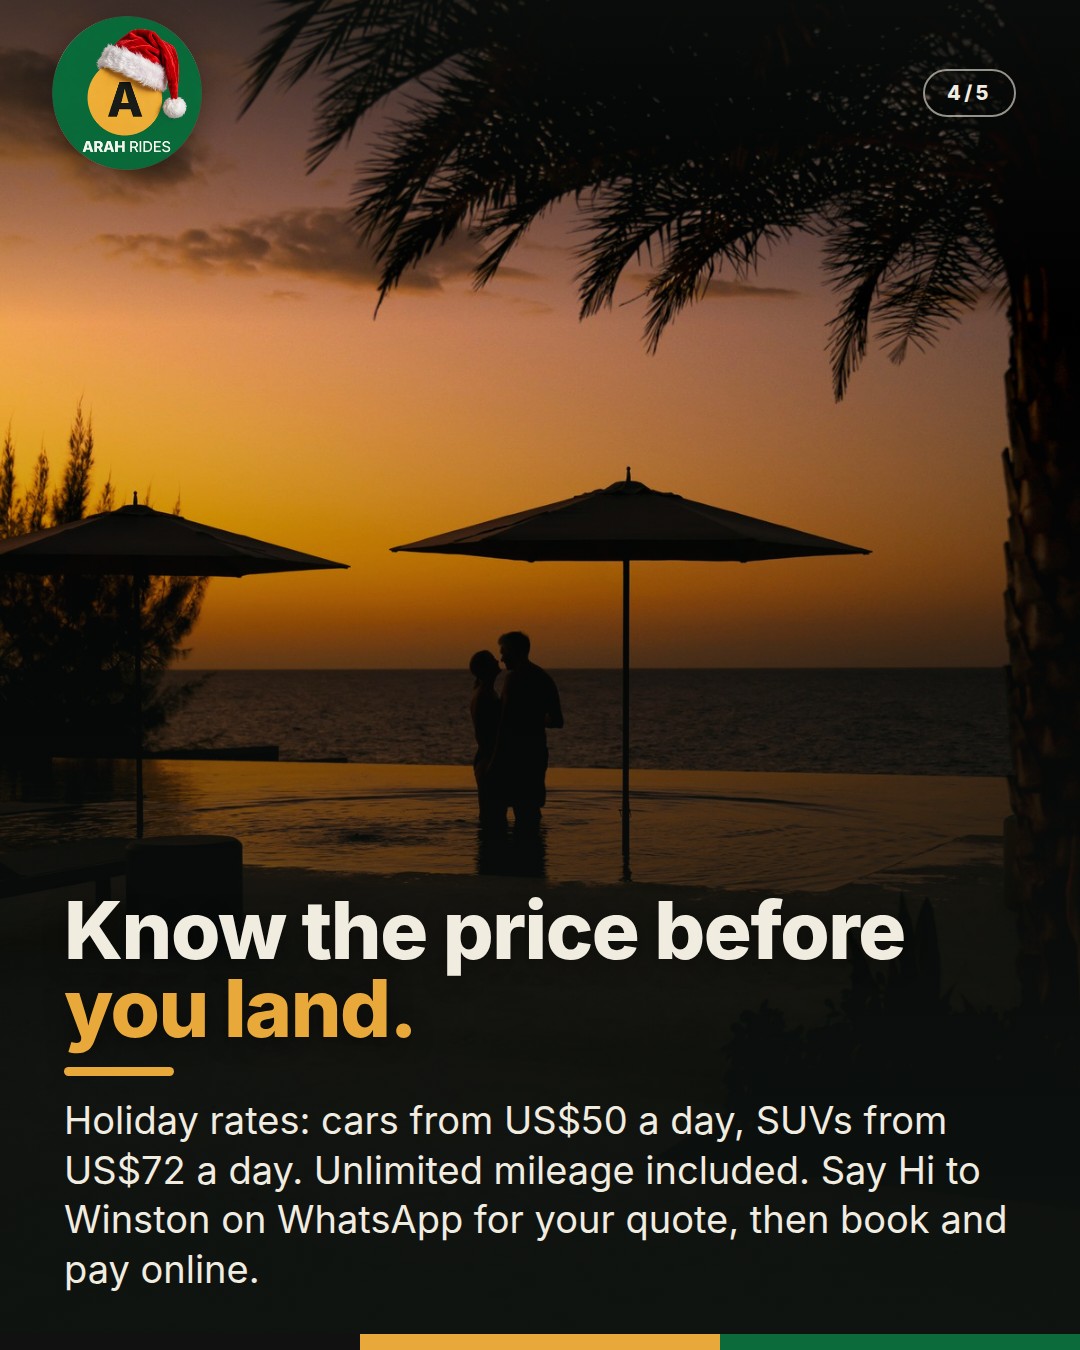 A
ARAH RIDES
4/5
Know the price before
you land.
Holiday rates: cars from US$50 a day, SUVs from
US$72 a day. Unlimited mileage included. Say Hi to
Winston on WhatsApp for your quote, then book and
pay online.